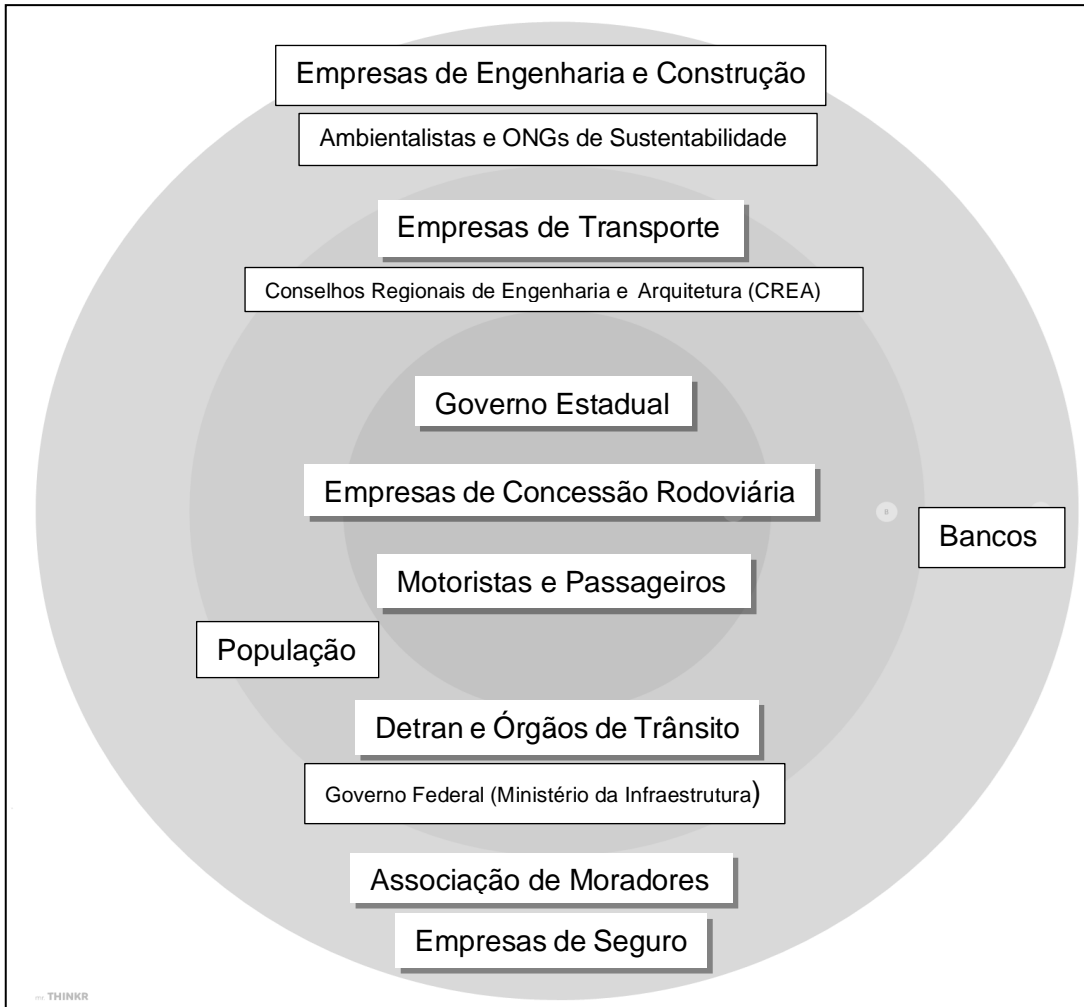 Empresas de Engenharia e Construção
Ambientalistas e ONGs de Sustentabilidade
Empresas de Transporte
Conselhos Regionais de Engenharia e Arquitetura (CREA)
Governo Estadual
Empresas de Concessão Rodoviária
Bancos
Motoristas e Passageiros
População
Detran e Órgãos de Trânsito
Governo Federal (Ministério da Infraestrutura)
Associação de Moradores
Empresas de Seguro
THINKR